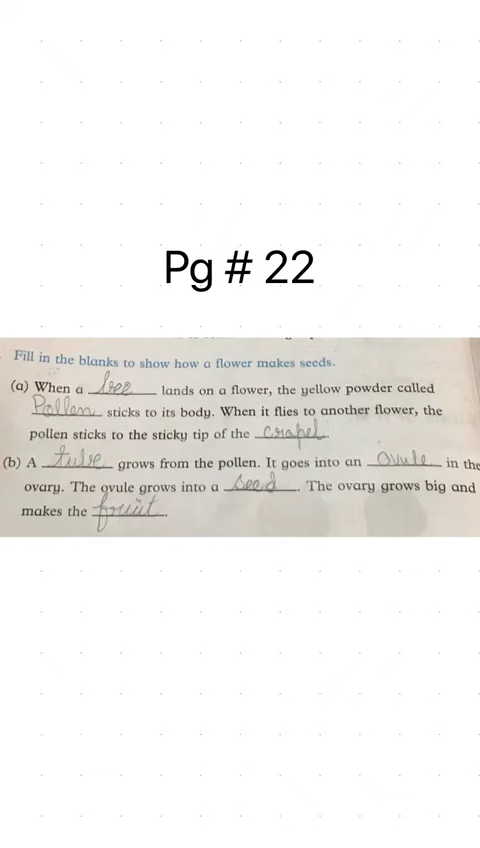 Pg # 22
Fill in the blanks to show how a flower makes seeds.
(a) When a bee lands on a flower, the yellow powder called
Pollen sticks to its body. When it flies to another flower, the
pollen sticks to the sticky tip of the crapel.
(b) A tube grows from the pollen. It goes into an ovule in the
ovary. The ovule grows into a seed. The ovary grows big and
makes the fruit.